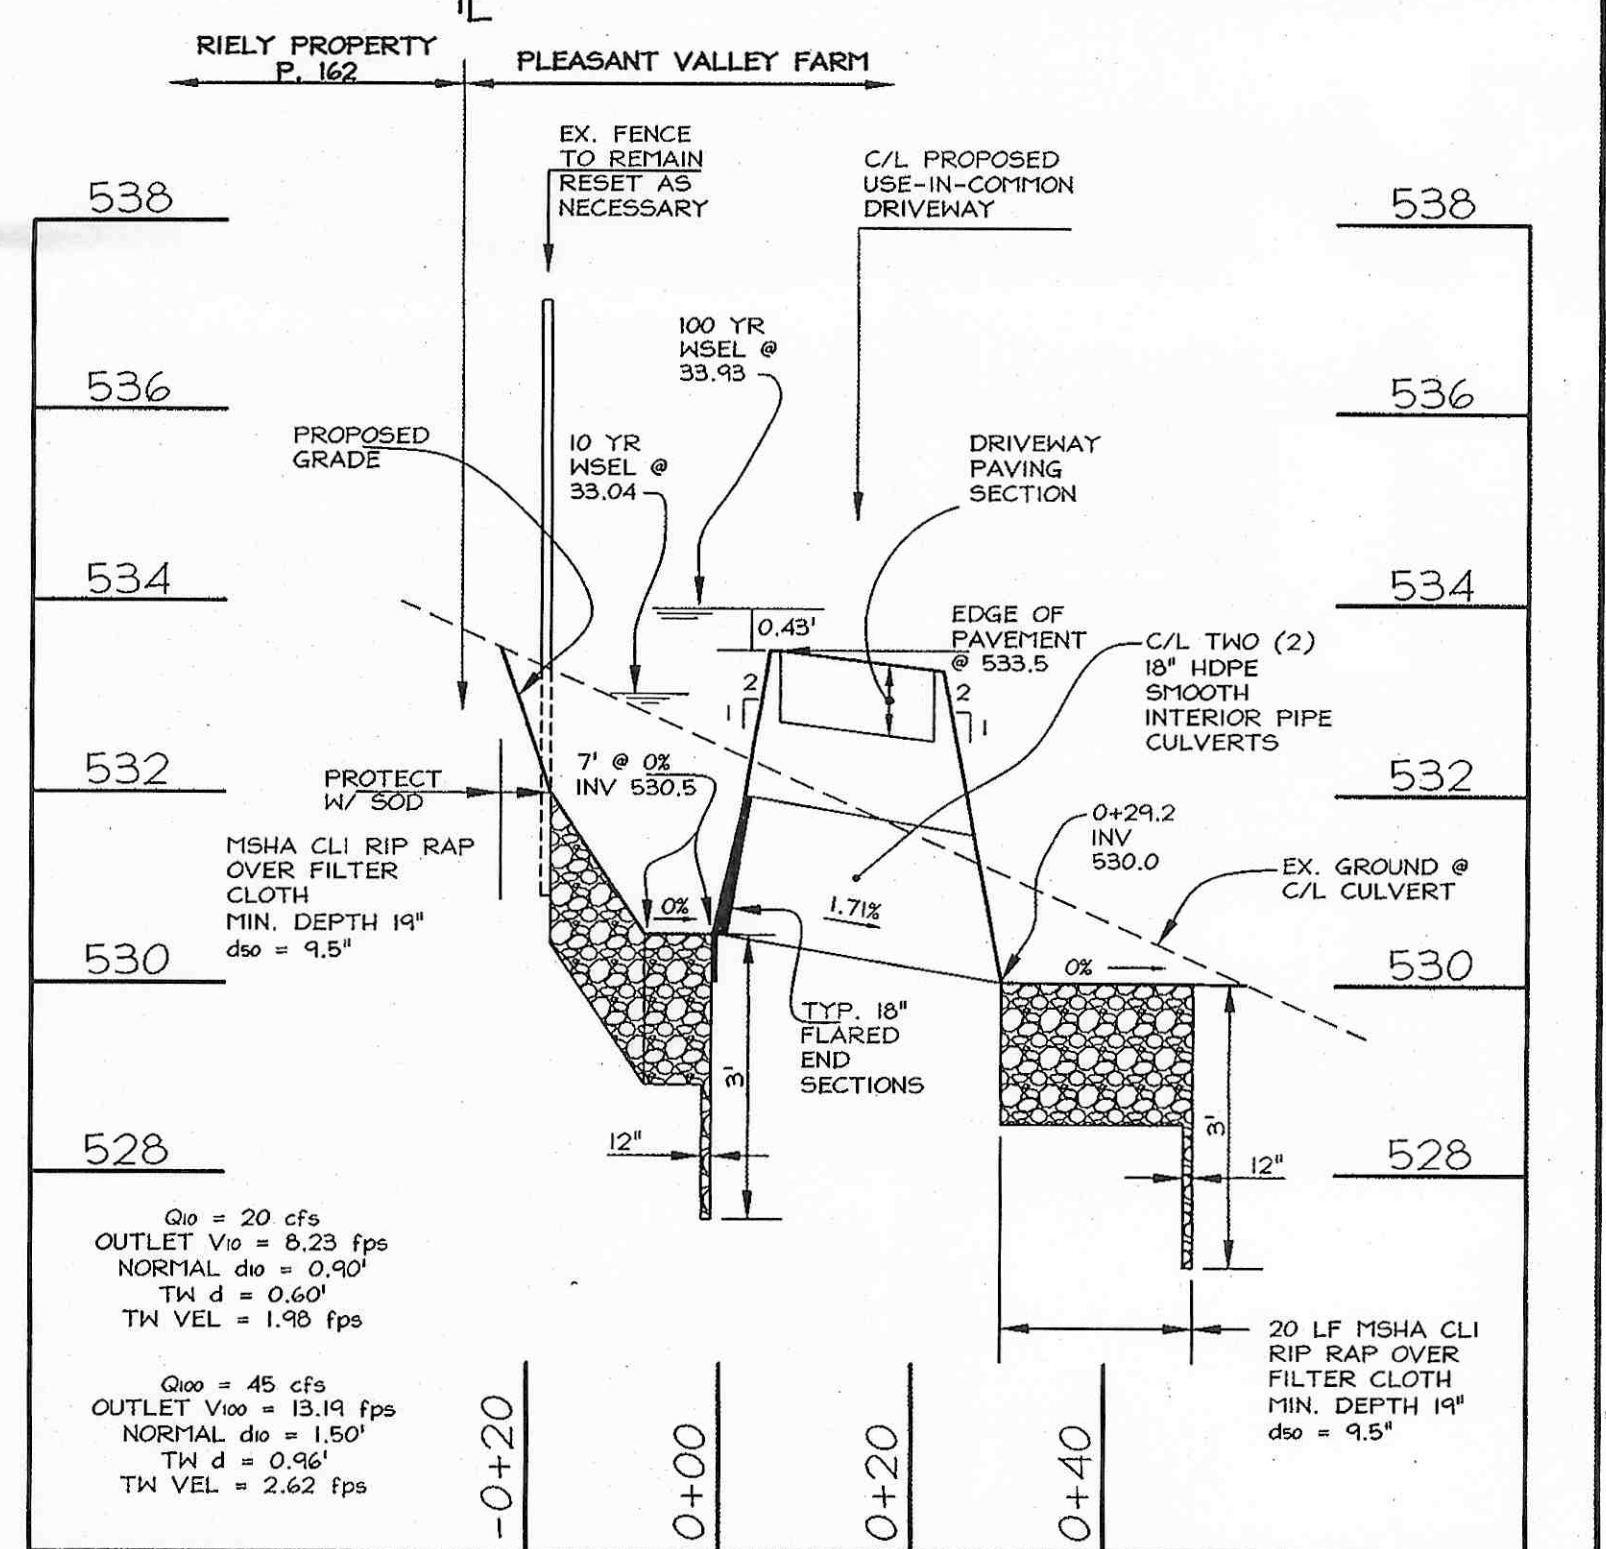 RIELY PROPERTY
P. 162
PLEASANT VALLEY FARM
EX. FENCE
TO REMAIN
RESET AS
NECESSARY
C/L PROPOSED
USE-IN-COMMON
DRIVEWAY
538
538
100 YR
WSEL @
33.93
536
536
PROPOSED
GRADE
10 YR
WSEL @
33.04
DRIVEWAY
PAVING
SECTION
534
534
0.43'
EDGE OF
PAVEMENT
@ 533.5
C/L TWO (2)
18" HDPE
SMOOTH
INTERIOR PIPE
CULVERTS
2
1
2
1
532
532
PROTECT
W/ SOD
7' @ 0%
INV 530.5
0+29.2
INV
530.0
MSHA CLI RIP RAP
OVER FILTER
CLOTH
MIN. DEPTH 19"
d50 = 9.5"
EX. GROUND @
C/L CULVERT
0%
1.71%
530
530
0%
TYP. 18"
FLARED
END
SECTIONS
3'
3'
12"
12"
528
528
Q10 = 20 cfs
OUTLET V10 = 8.23 fps
NORMAL d10 = 0.90'
TW d = 0.60'
TW VEL = 1.98 fps
Q100 = 45 cfs
OUTLET V100 = 13.19 fps
NORMAL d10 = 1.50'
TW d = 0.96'
TW VEL = 2.62 fps
20 LF MSHA CLI
RIP RAP OVER
FILTER CLOTH
MIN. DEPTH 19"
d50 = 9.5"
-0+20
0+00
0+20
0+40